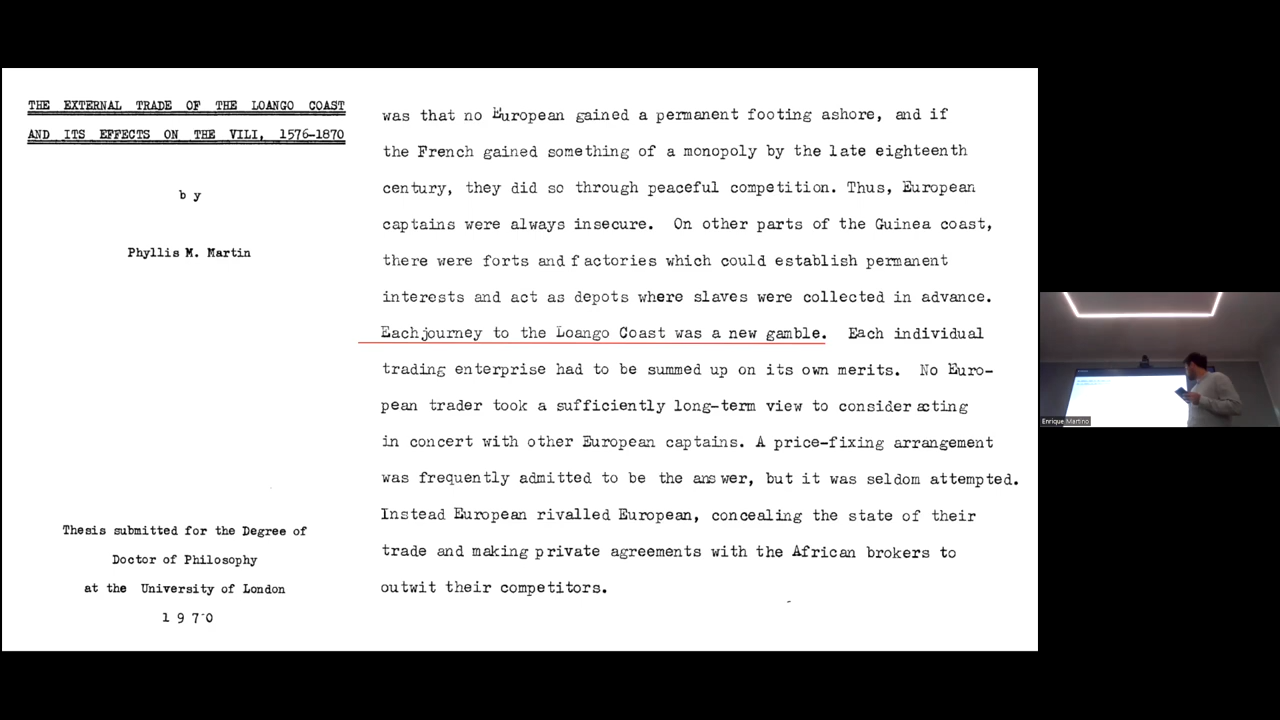 THE EXTERNAL TRADE OF THE LOANGO COAST
AND ITS EFFECTS ON THE VILI, 1576-1870
by
Phyllis M. Martin
Thesis submitted for the Degree of
Doctor of Philosophy
at the University of London
1970
was that no European gained a permanent footing ashore, and if
the French gained something of a monopoly by the late eighteenth
century, they did so through peaceful competition. Thus, European
captains were always insecure. On other parts of the Guinea coast,
there were forts and factories which could establish permanent
interests and act as depots where slaves were collected in advance.
Each journey to the Loango Coast was a new gamble. Each individual
trading enterprise had to be summed up on its own merits. No Euro-
pean trader took a sufficiently long-term view to consider acting
in concert with other European captains. A price-fixing arrangement
was frequently admitted to be the answer, but it was seldom attempted.
Instead European rivalled European, concealing the state of their
trade and making private agreements with the African brokers to
outwit their competitors.
Enrique Martino